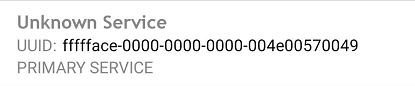 Unknown Service
UUID: ffffface-0000-0000-0000-004e00570049
PRIMARY SERVICE